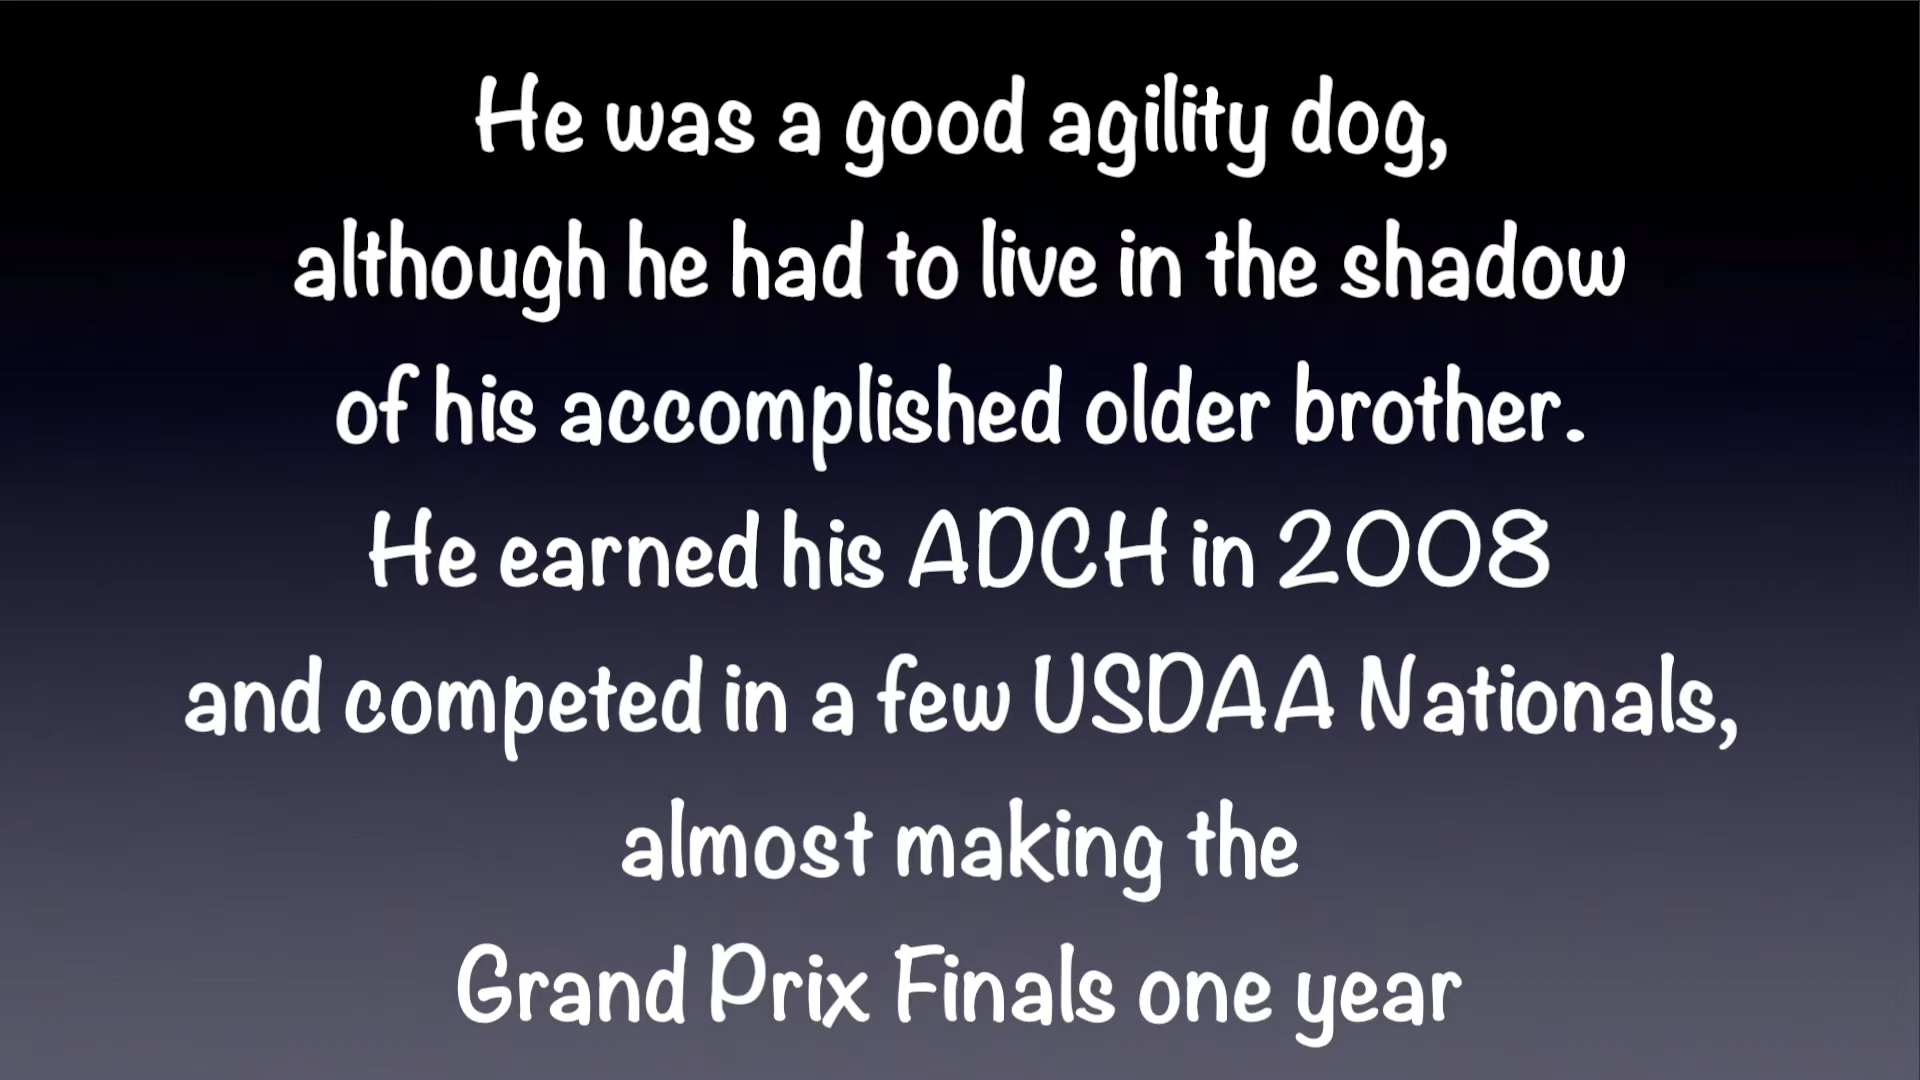 He was a good agility dog,
although he had to live in the shadow
of his accomplished older brother.
He earned his ADCH in 2008
and competed in a few USDAA Nationals,
almost making the
Grand Prix Finals one year